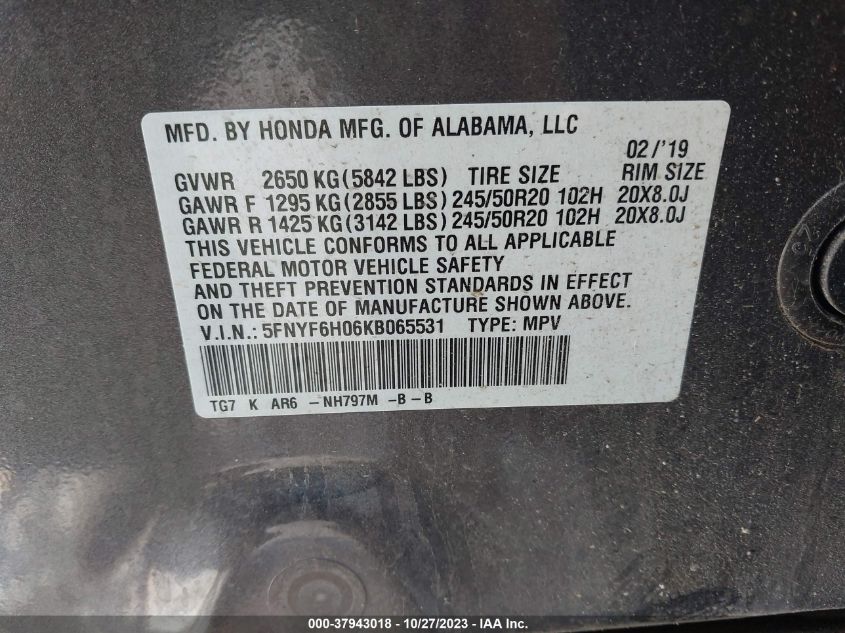 MFD. BY HONDA MFG. OF ALABAMA, LLC
02/'19
GVWR 2650 KG(5842 LBS) TIRE SIZE RIM SIZE
GAWR F 1295 KG(2855 LBS) 245/50R20 102H 20X8.0J
GAWR R 1425 KG(3142 LBS) 245/50R20 102H 20X8.0J
THIS VEHICLE CONFORMS TO ALL APPLICABLE
FEDERAL MOTOR VEHICLE SAFETY
AND THEFT PREVENTION STANDARDS IN EFFECT
ON THE DATE OF MANUFACTURE SHOWN ABOVE.
V.I.N.: 5FNYF6H06KB065531 TYPE: MPV
TG7 K AR6 -NH797M -B-B
000-37943018 - 10/27/2023 - IAA Inc.